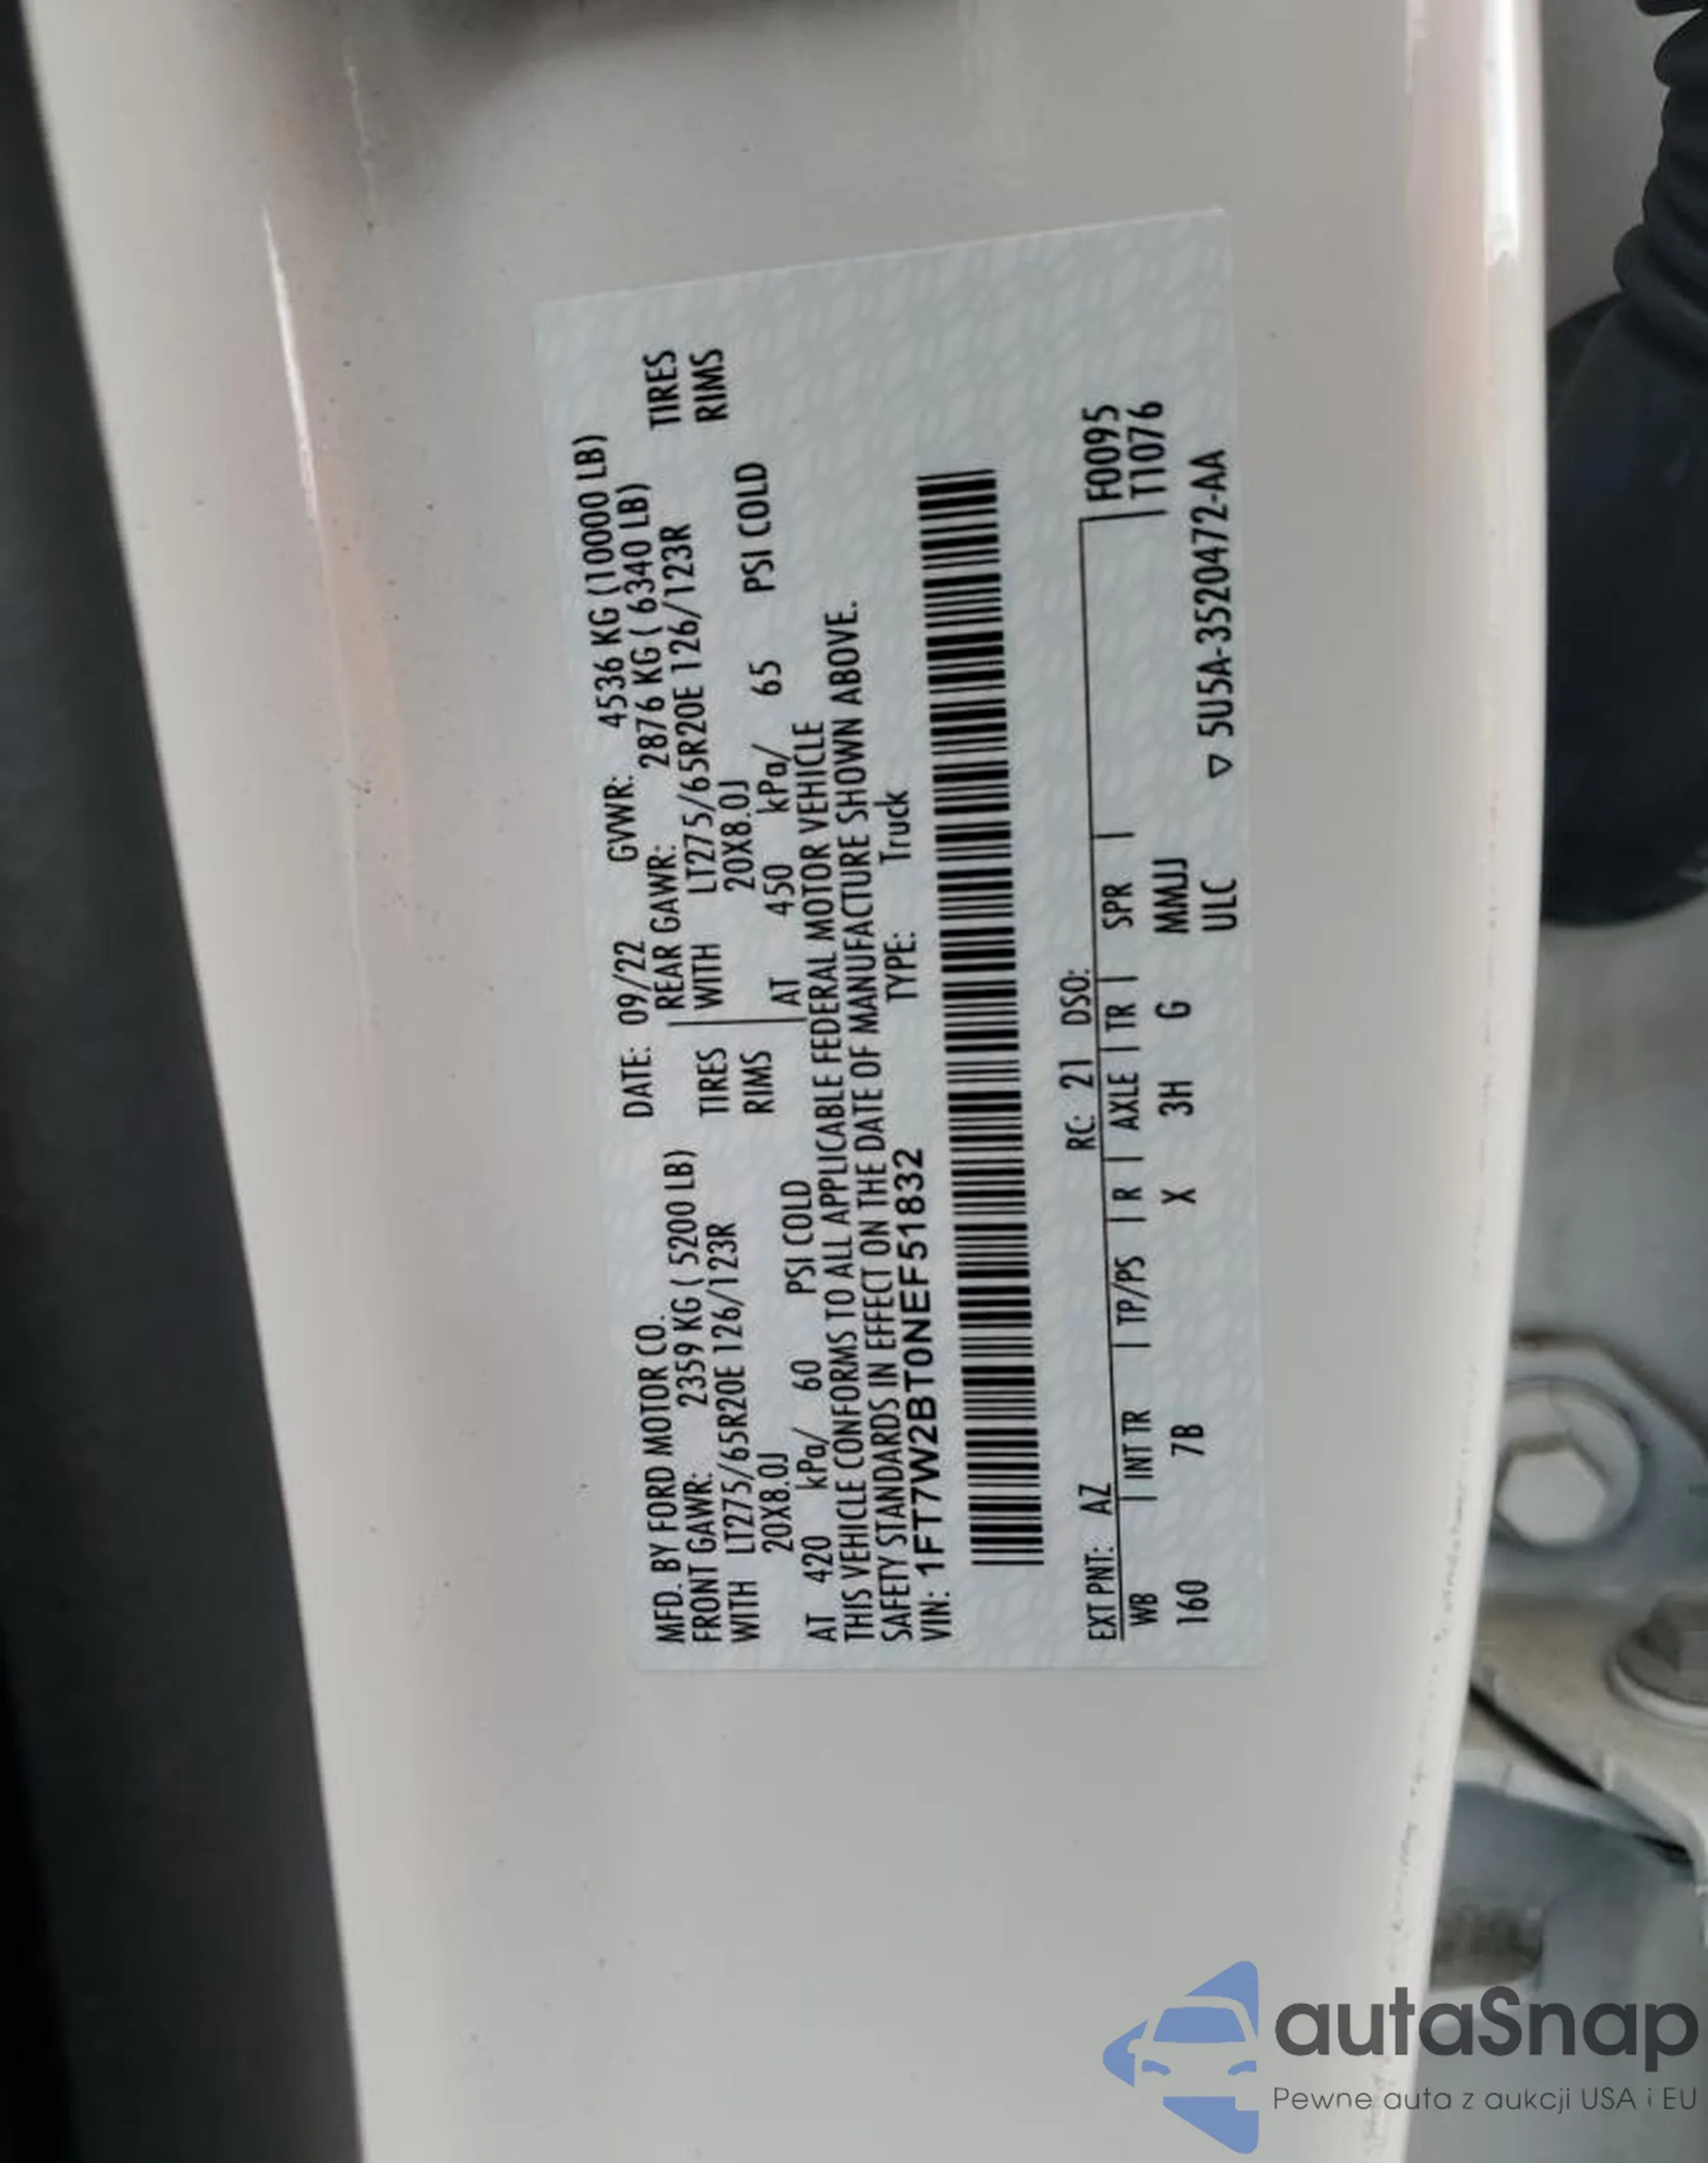 MFD. BY FORD MOTOR CO. DATE: 09/22 GVWR: 4536 KG (10000 LB)
FRONT GAWR: 2359 KG ( 5200 LB) REAR GAWR: 2876 KG ( 6340 LB)
WITH LT275/65R20E 126/123R TIRES WITH LT275/65R20E 126/123R TIRES
20X8.0J RIMS 20X8.0J RIMS
AT 420 kPa/ 60 PSI COLD AT 450 kPa/ 65 PSI COLD
THIS VEHICLE CONFORMS TO ALL APPLICABLE FEDERAL MOTOR VEHICLE
SAFETY STANDARDS IN EFFECT ON THE DATE OF MANUFACTURE SHOWN ABOVE.
VIN: 1FT7W2BT0NEF51832 TYPE: Truck
EXT PNT: AZ RC: 21 DSO:
WB INT TR TP/PS R AXLE TR SPR F0095
160 7B X 3H G MMJJ T1076
ULC ▽ 5U5A-3520472-AA
autaSnap
Pewne auta z aukcji USA i EU